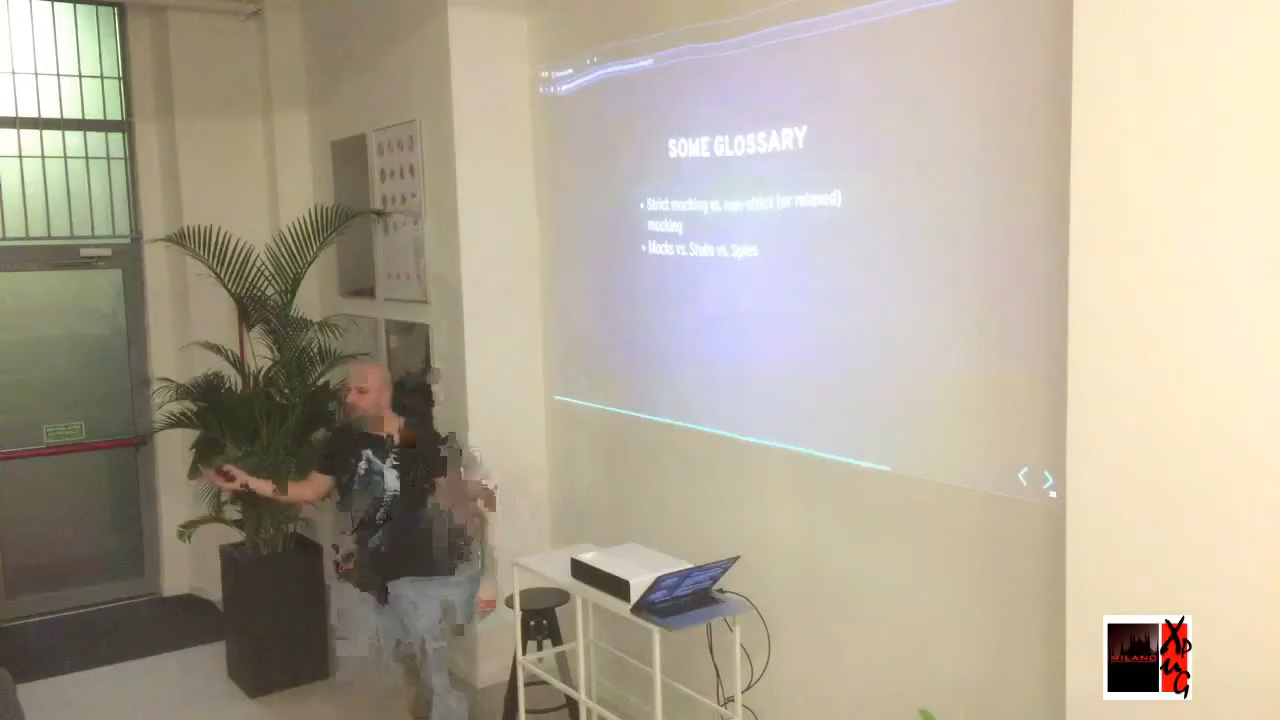 SOME GLOSSARY
• Strict mocking vs. non-strict (or relaxed)
mocking
• Mocks vs. Stubs vs. Spies
MILANO
XpUG